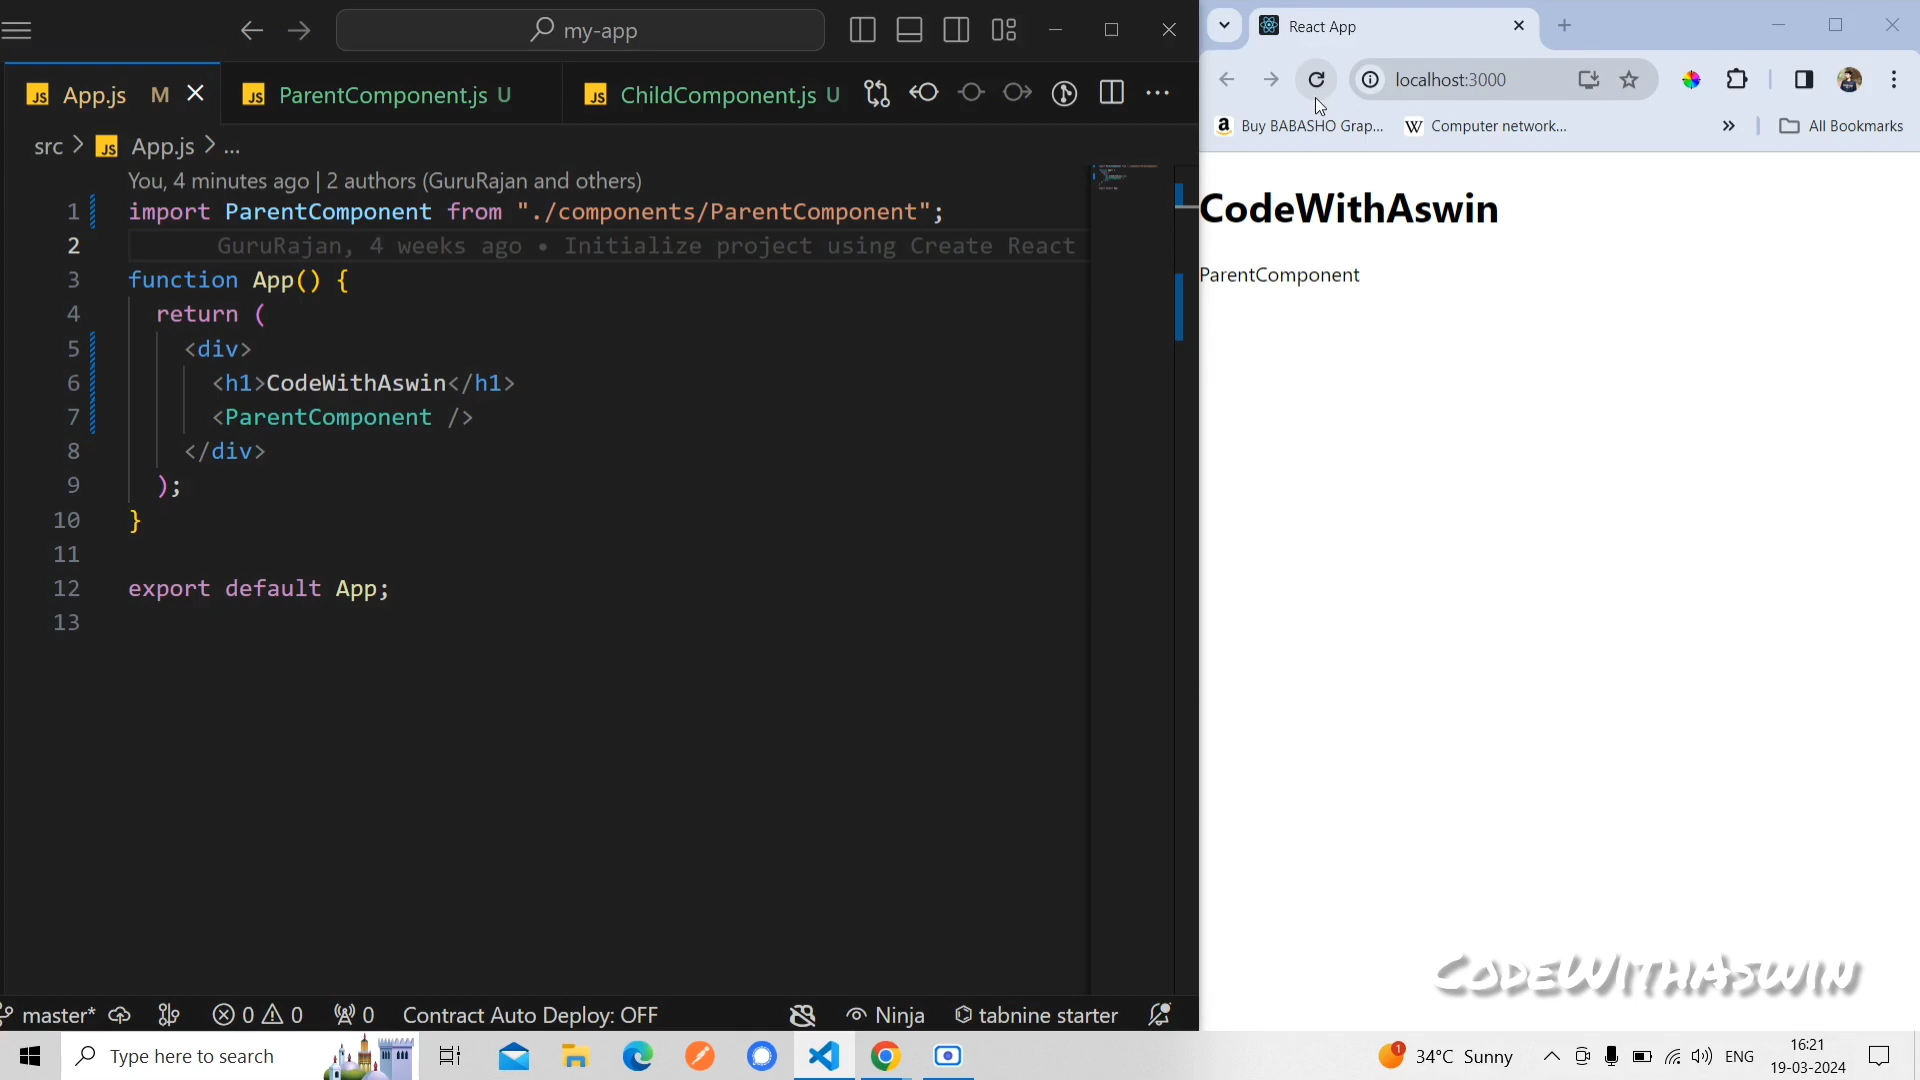 my-app
App.js M
ParentComponent.js U
ChildComponent.js U
src > App.js > ...
You, 4 minutes ago | 2 authors (GuruRajan and others)
1 import ParentComponent from "./components/ParentComponent";
2 GuruRajan, 4 weeks ago • Initialize project using Create React
3 function App() {
4 return (
5 <div>
6 <h1>CodeWithAswin</h1>
7 <ParentComponent />
8 </div>
9 );
10 }
11
12 export default App;
13
master* 0 0 0 Contract Auto Deploy: OFF Ninja tabnine starter
React App
localhost:3000
Buy BABASHO Grap... Computer network... » All Bookmarks
CodeWithAswin
ParentComponent
CodeWithAswin
Type here to search
1 34°C Sunny ENG 16:21
19-03-2024